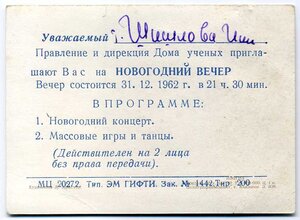 Уважаемый г. Шишлова
Правление и дирекция Дома ученых пригла-
шают Вас на НОВОГОДНИЙ ВЕЧЕР
Вечер состоится 31. 12. 1962 г. в 21 ч. 30 мин.
В ПРОГРАММЕ:
1. Новогодний концерт.
2. Массовые игры и танцы.
(Действителен на 2 лица
без права передачи).
МЦ 20272. Тип. ЭМ ГИФТИ. Зак. № 1442 Тир 200